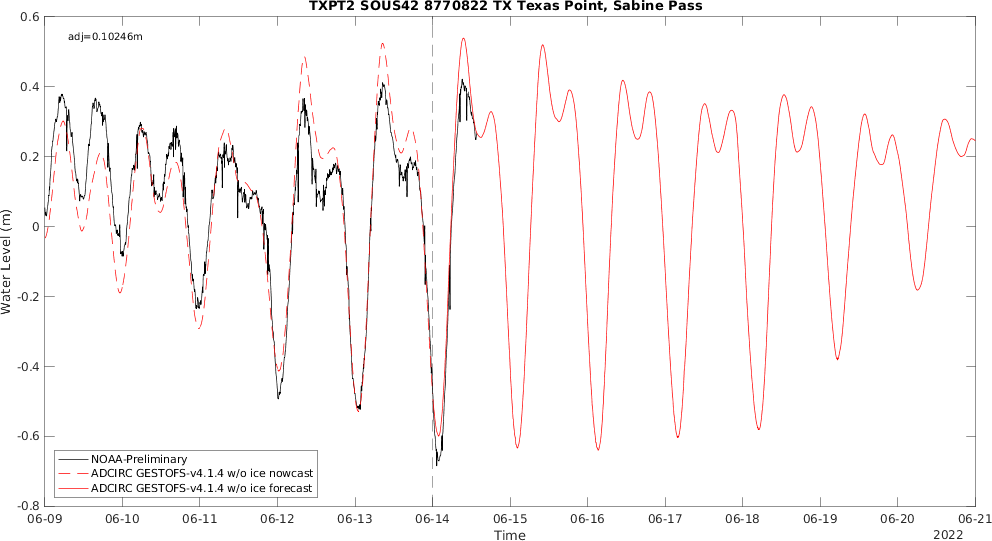 TXPT2 SOUS42 8770822 TX Texas Point, Sabine Pass
adj=0.10246m
0.6
0.4
0.2
0
-0.2
-0.4
-0.6
-0.8
Water Level (m)
NOAA-Preliminary
ADCIRC GESTOFS-v4.1.4 w/o ice nowcast
ADCIRC GESTOFS-v4.1.4 w/o ice forecast
06-09 06-10 06-11 06-12 06-13 06-14 06-15 06-16 06-17 06-18 06-19 06-20 06-21
Time
2022